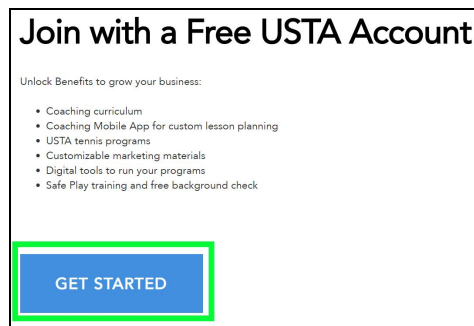 Join with a Free USTA Account
Unlock Benefits to grow your business:
• Coaching curriculum
• Coaching Mobile App for custom lesson planning
• USTA tennis programs
• Customizable marketing materials
• Digital tools to run your programs
• Safe Play training and free background check
GET STARTED